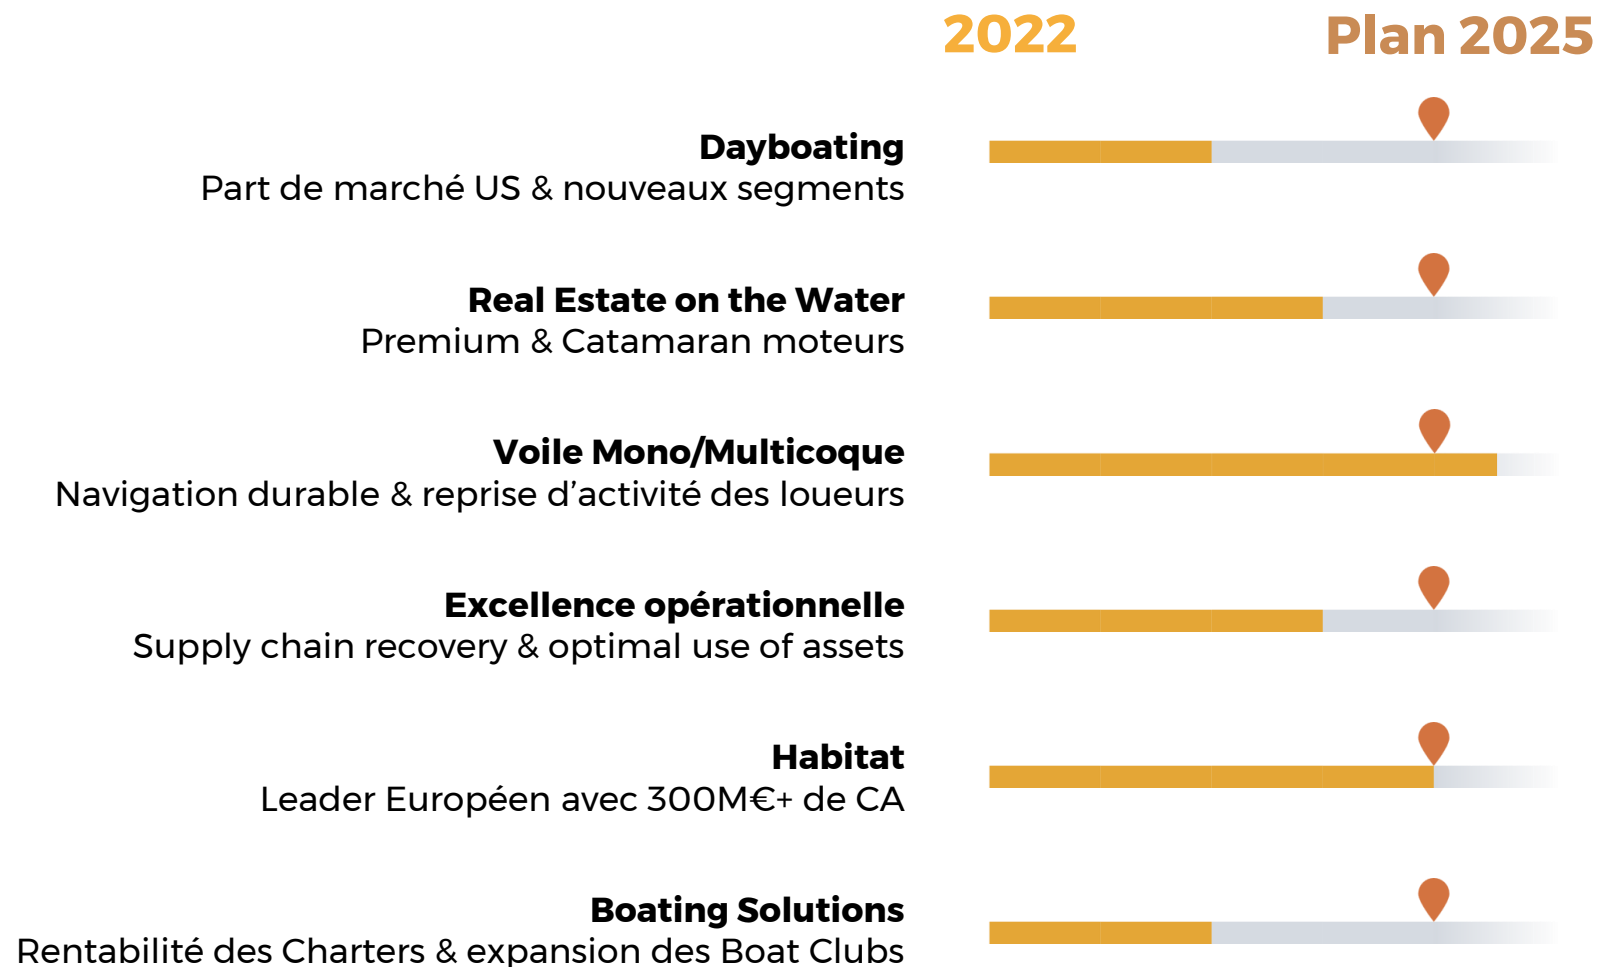 2022
Plan 2025
Dayboating
Part de marché US & nouveaux segments
Real Estate on the Water
Premium & Catamaran moteurs
Voile Mono/Multicoque
Navigation durable & reprise d’activité des loueurs
Excellence opérationnelle
Supply chain recovery & optimal use of assets
Habitat
Leader Européen avec 300M€+ de CA
Boating Solutions
Rentabilité des Charters & expansion des Boat Clubs